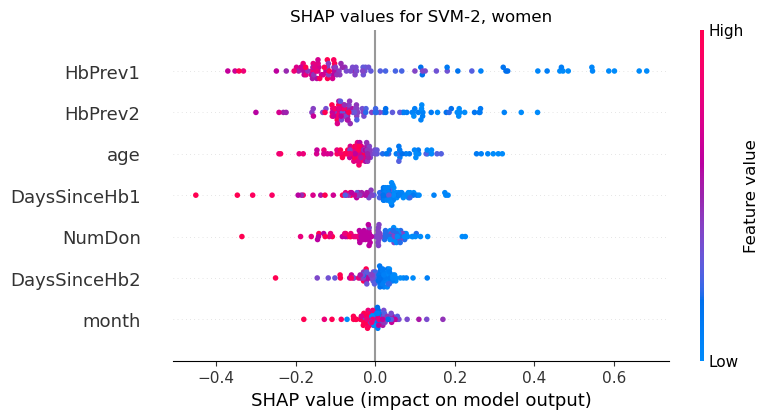 SHAP values for SVM-2, women
High
HbPrev1
HbPrev2
age
DaysSinceHb1
NumDon
DaysSinceHb2
month
Feature value
Low
−0.4 −0.2 0.0 0.2 0.4 0.6
SHAP value (impact on model output)